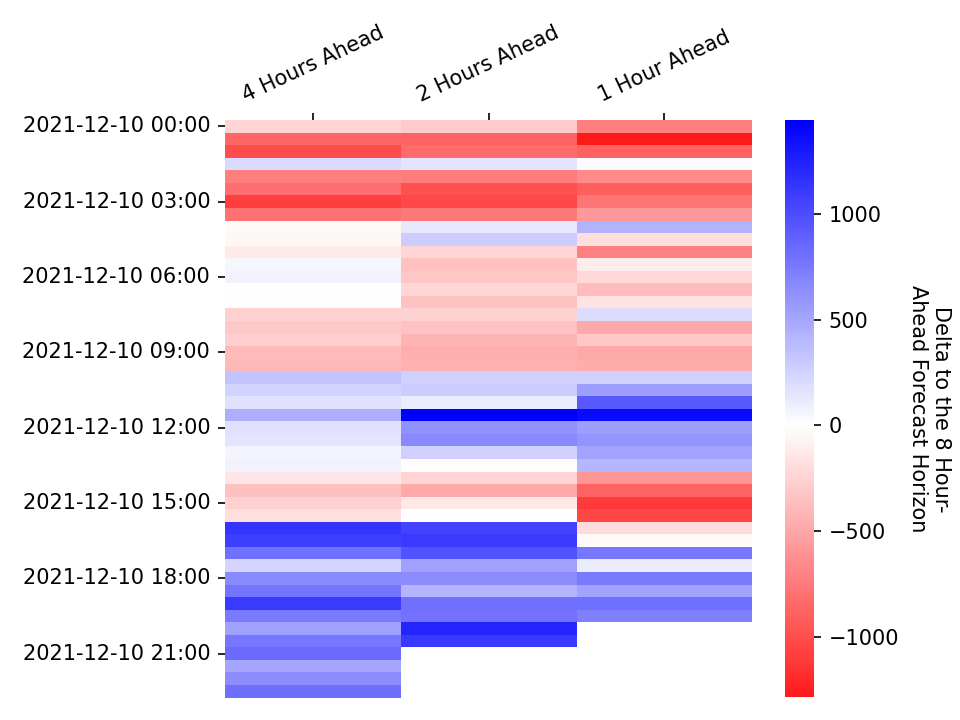 4 Hours Ahead
2 Hours Ahead
1 Hour Ahead
2021-12-10 00:00
2021-12-10 03:00
2021-12-10 06:00
2021-12-10 09:00
2021-12-10 12:00
2021-12-10 15:00
2021-12-10 18:00
2021-12-10 21:00
1000
500
0
−500
−1000
Delta to the 8 Hour-
Ahead Forecast Horizon